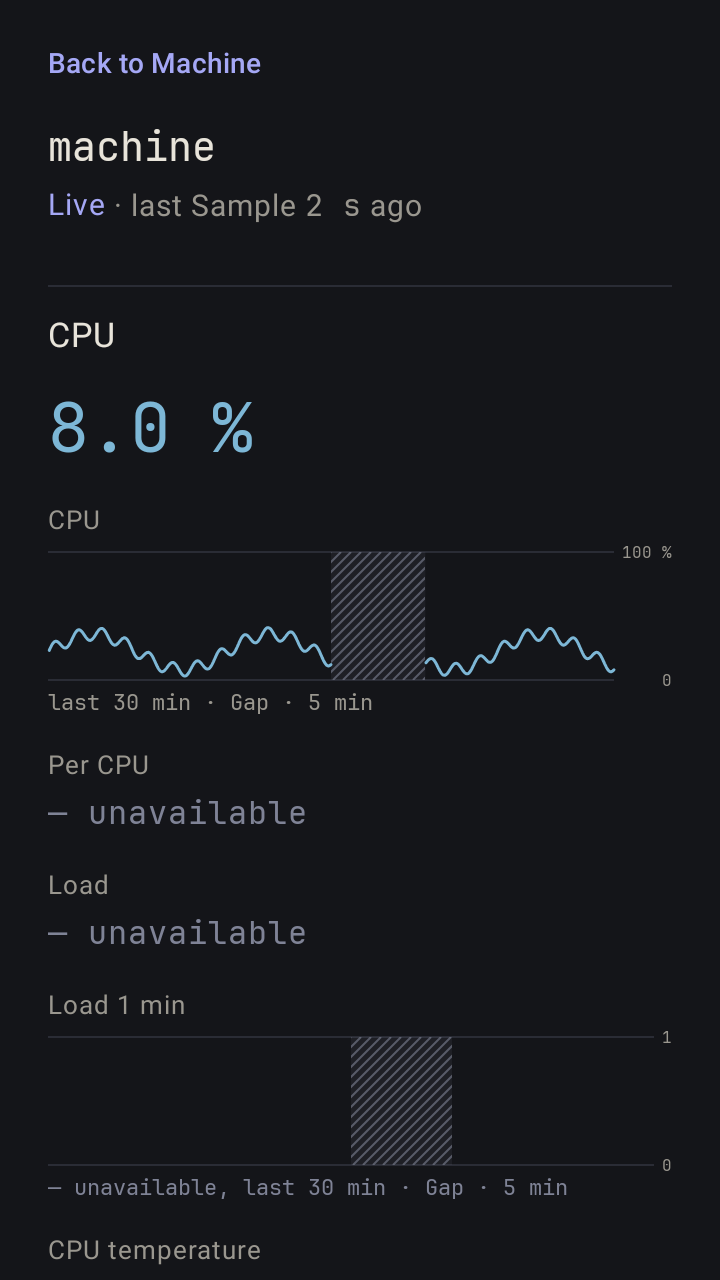 Back to Machine
machine
Live · last Sample 2 s ago
CPU
8.0 %
CPU
100 %
0
last 30 min · Gap · 5 min
Per CPU
— unavailable
Load
— unavailable
Load 1 min
1
0
— unavailable, last 30 min · Gap · 5 min
CPU temperature